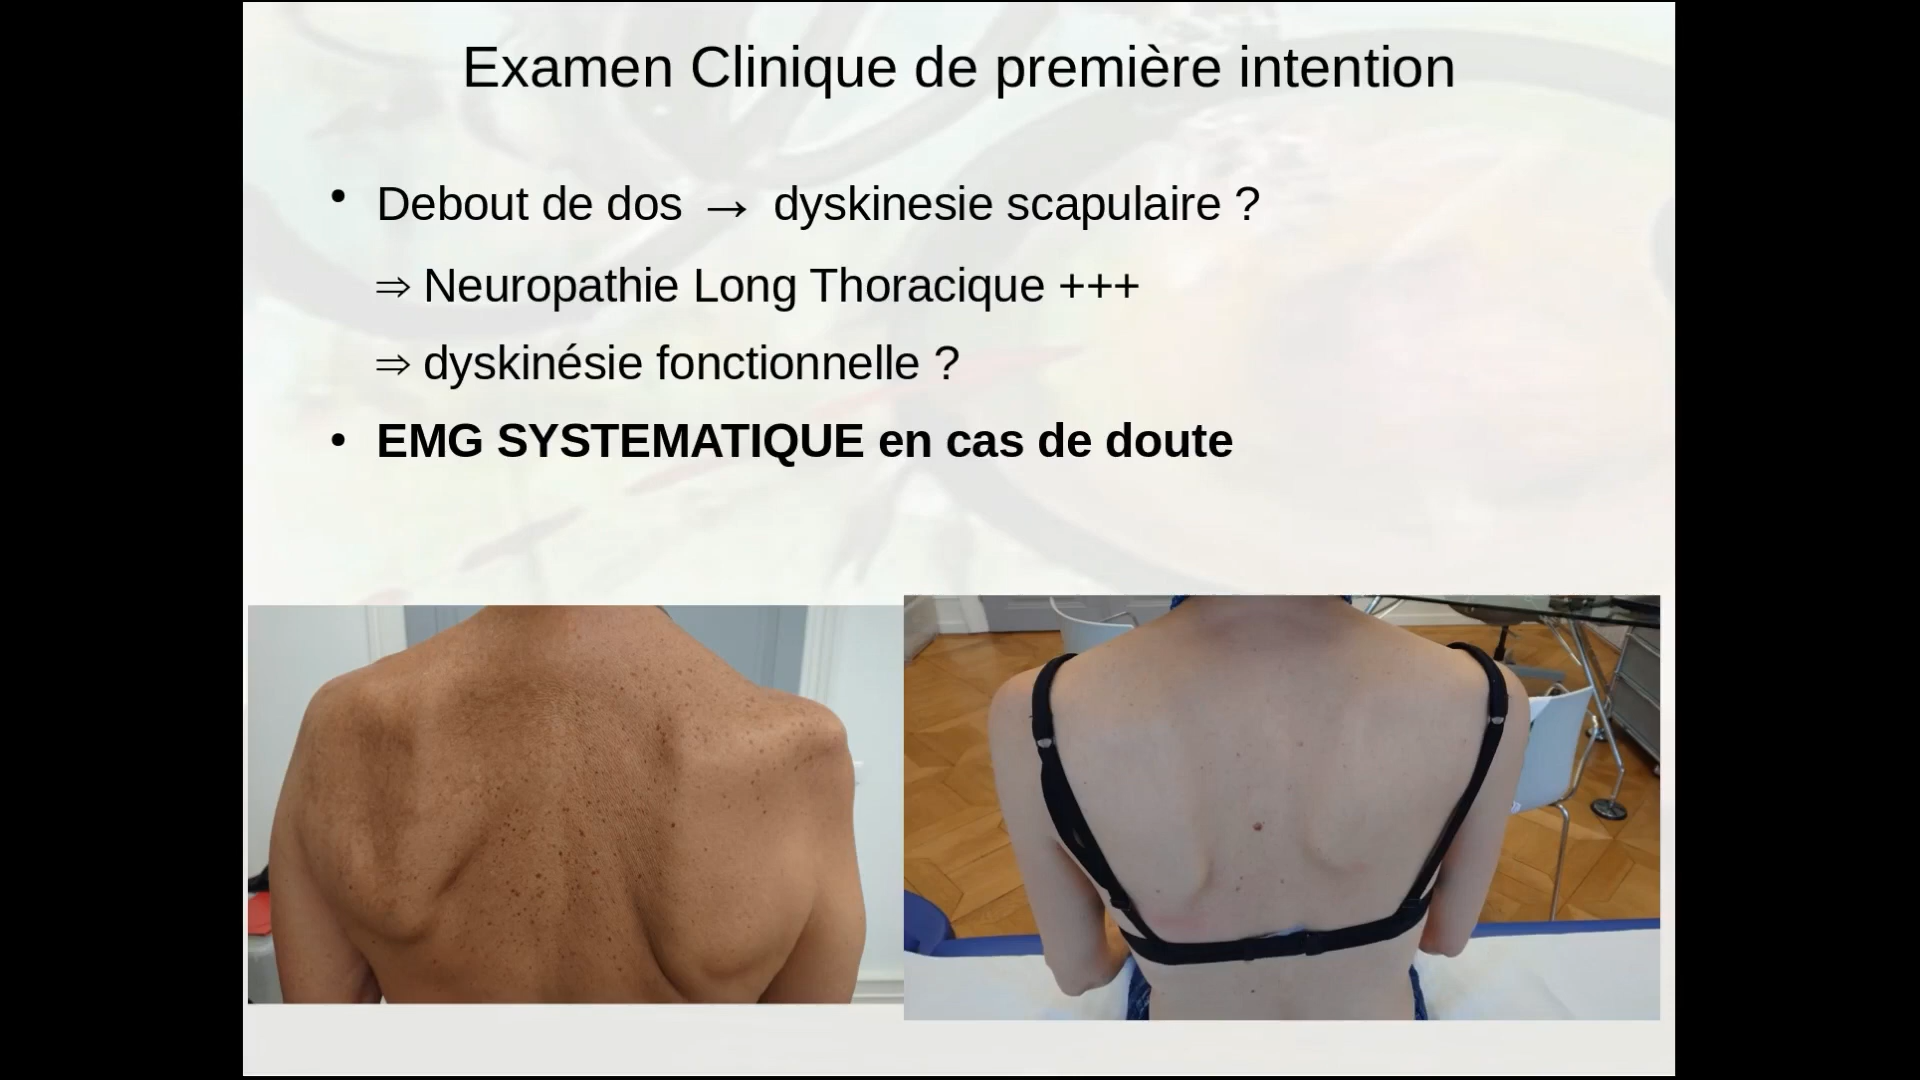 Examen Clinique de première intention
• Debout de dos → dyskinesie scapulaire ?
⇒ Neuropathie Long Thoracique +++
⇒ dyskinésie fonctionnelle ?
• EMG SYSTEMATIQUE en cas de doute